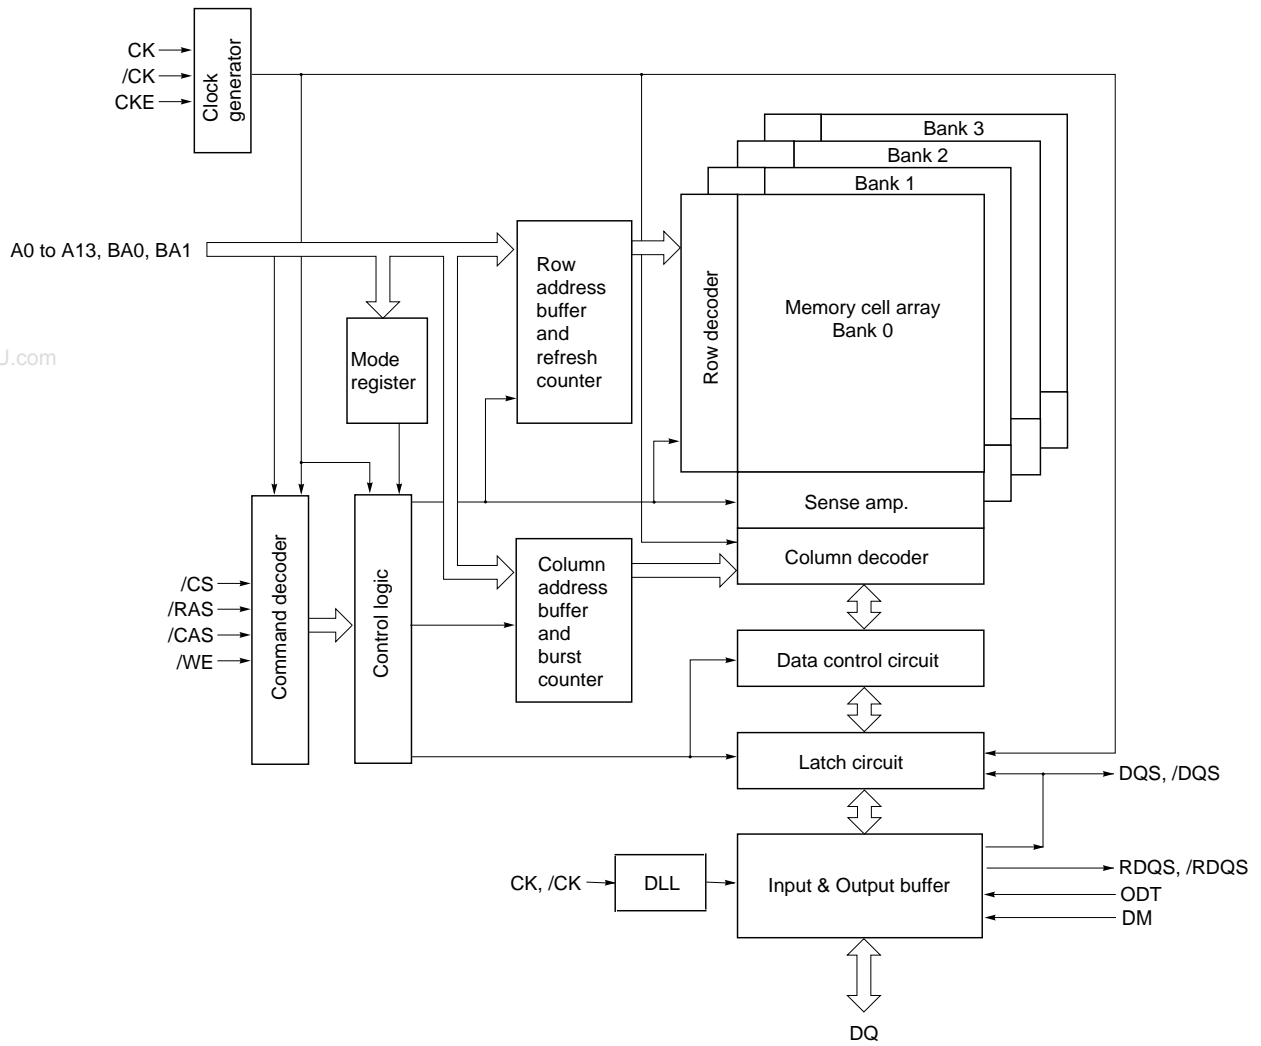 CK
/CK
CKE
Clock
generator
Bank 3
Bank 2
Bank 1
A0 to A13, BA0, BA1
Row
address
buffer
and
refresh
counter
Row decoder
Memory cell array
Bank 0
J.com
Mode
register
Sense amp.
Column decoder
Command decoder
Control logic
Column
address
buffer
and
burst
counter
/CS
/RAS
/CAS
/WE
Data control circuit
Latch circuit
DQS, /DQS
CK, /CK
DLL
Input & Output buffer
RDQS, /RDQS
ODT
DM
DQ